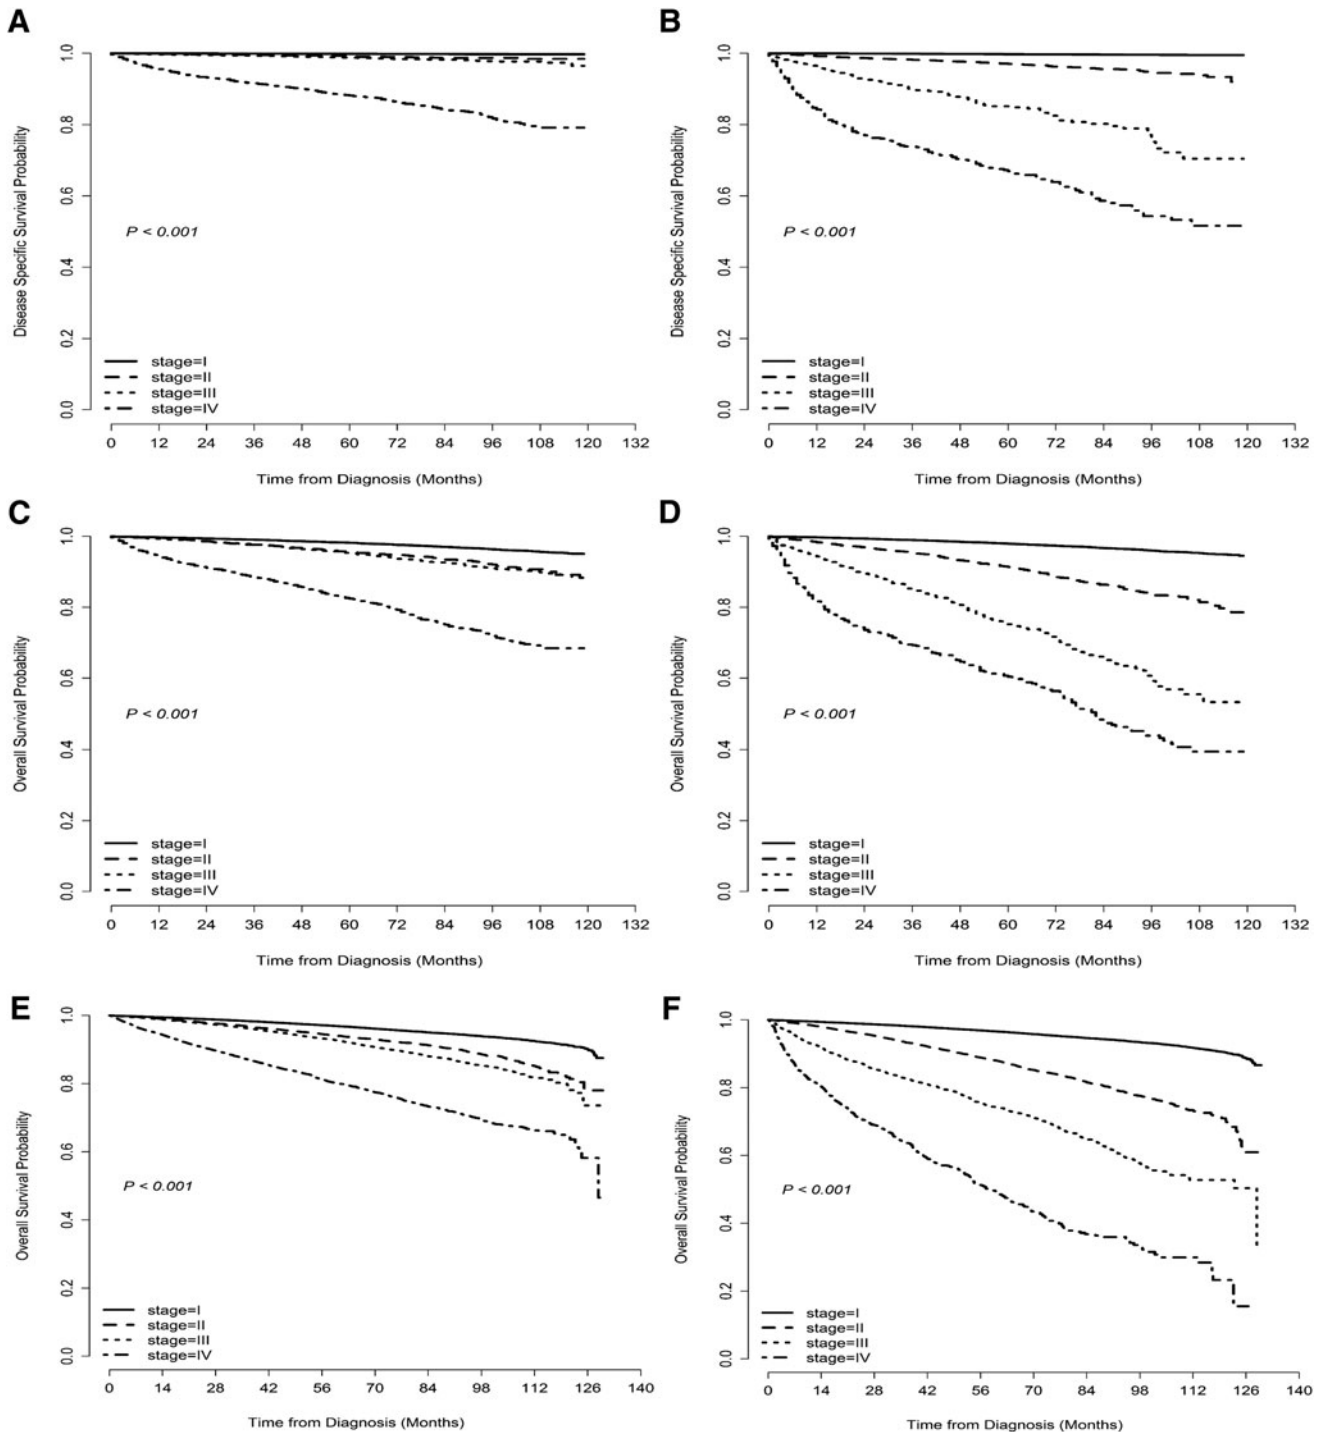 A
Disease Specific Survival Probability
1.0
0.8
0.6
0.4
0.2
0.0
P < 0.001
stage=I
stage=II
stage=III
stage=IV
0 12 24 36 48 60 72 84 96 108 120 132
Time from Diagnosis (Months)
B
Disease Specific Survival Probability
1.0
0.8
0.6
0.4
0.2
0.0
P < 0.001
stage=I
stage=II
stage=III
stage=IV
0 12 24 36 48 60 72 84 96 108 120 132
Time from Diagnosis (Months)
C
Overall Survival Probability
1.0
0.8
0.6
0.4
0.2
0.0
P < 0.001
stage=I
stage=II
stage=III
stage=IV
0 12 24 36 48 60 72 84 96 108 120 132
Time from Diagnosis (Months)
D
Overall Survival Probability
1.0
0.8
0.6
0.4
0.2
0.0
P < 0.001
stage=I
stage=II
stage=III
stage=IV
0 12 24 36 48 60 72 84 96 108 120 132
Time from Diagnosis (Months)
E
Overall Survival Probability
1.0
0.8
0.6
0.4
0.2
0.0
P < 0.001
stage=I
stage=II
stage=III
stage=IV
0 14 28 42 56 70 84 98 112 126 140
Time from Diagnosis (Months)
F
Overall Survival Probability
1.0
0.8
0.6
0.4
0.2
0.0
P < 0.001
stage=I
stage=II
stage=III
stage=IV
0 14 28 42 56 70 84 98 112 126 140
Time from Diagnosis (Months)